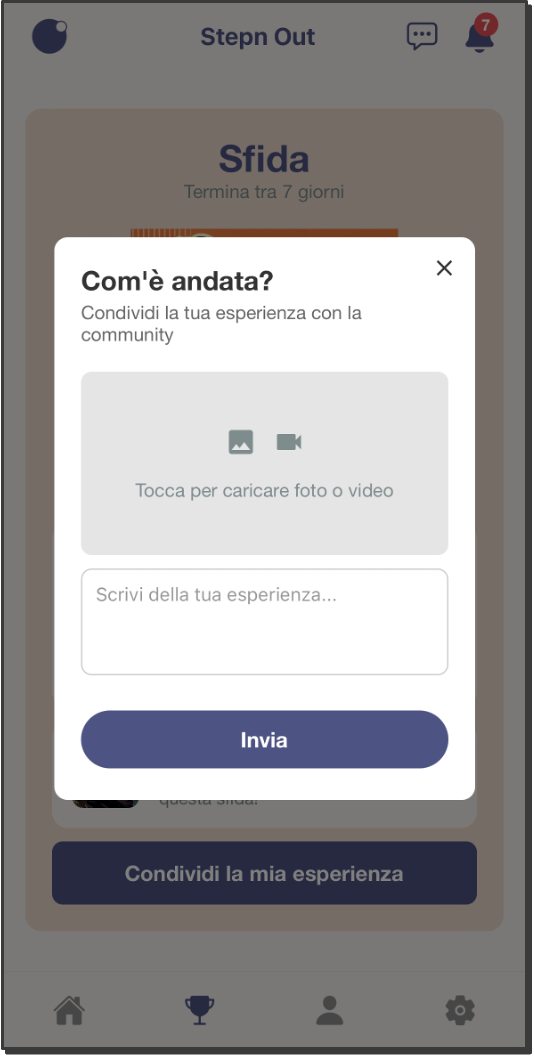 Stepn Out
7
Sfida
Termina tra 7 giorni
Com'è andata?
Condividi la tua esperienza con la
community
Tocca per caricare foto o video
Scrivi della tua esperienza...
Invia
questa sfida!
Condividi la mia esperienza